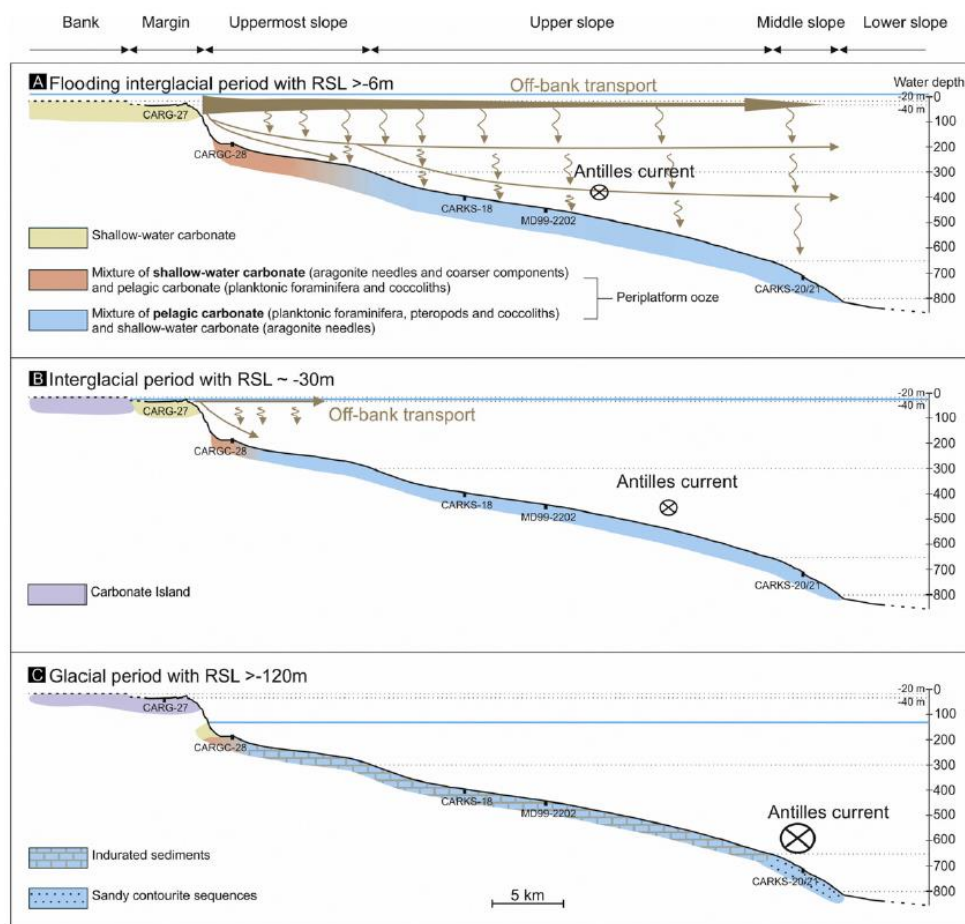 Bank Margin Uppermost slope Upper slope Middle slope Lower slope
A Flooding interglacial period with RSL >-6m
Off-bank transport
Water depth
-20 m
0
-40 m
CARG-27
100
CARGC-28
200
300
Antilles current
400
CARKS-18
MD99-2202
500
600
700
CARKS-20/21
800
Shallow-water carbonate
Mixture of shallow-water carbonate (aragonite needles and coarser components)
and pelagic carbonate (planktonic foraminifera and coccoliths)
Periplatform ooze
Mixture of pelagic carbonate (planktonic foraminifera, pteropods and coccoliths)
and shallow-water carbonate (aragonite needles)
B Interglacial period with RSL ~ -30m
-20 m
0
-40 m
CARG-27
Off-bank transport
100
200
CARGC-28
300
Antilles current
400
CARKS-18
MD99-2202
500
600
700
CARKS-20/21
800
Carbonate Island
C Glacial period with RSL >-120m
-20 m
0
-40 m
CARG-27
100
200
CARGC-28
300
400
CARKS-18
MD99-2202
500
Antilles current
600
700
CARKS-20/21
800
Indurated sediments
Sandy contourite sequences
5 km